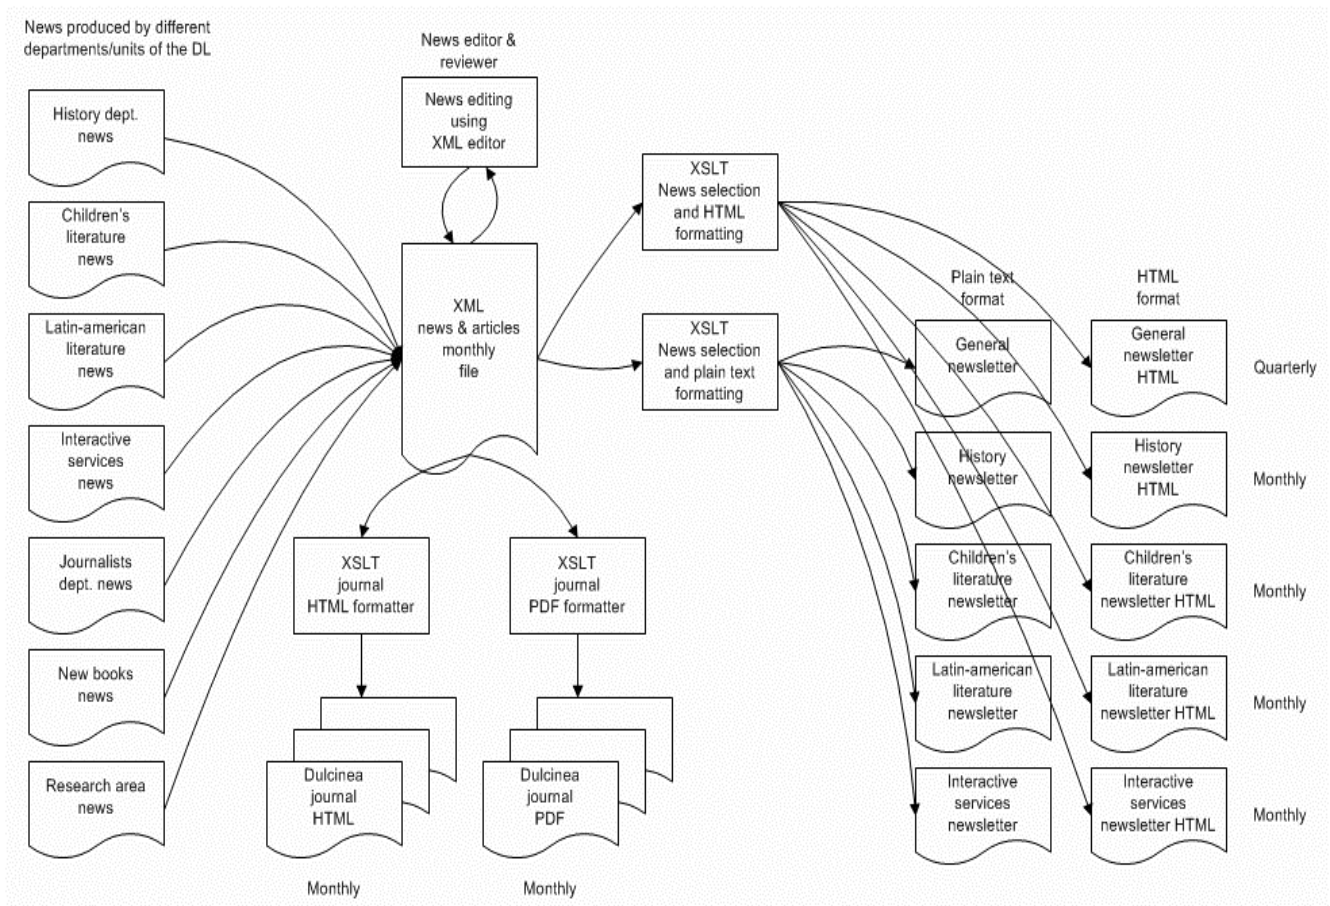 News produced by different
departments/units of the DL
History dept.
news
Children's
literature
news
Latin-american
literature
news
Interactive
services
news
Journalists
dept. news
New books
news
Research area
news
News editor &
reviewer
News editing
using
XML editor
XML
news & articles
monthly
file
XSLT
journal
HTML formatter
XSLT
journal
PDF formatter
Dulcinea
journal
HTML
Dulcinea
journal
PDF
Monthly
Monthly
XSLT
News selection
and HTML
formatting
XSLT
News selection
and plain text
formatting
Plain text
format
HTML
format
General
newsletter
General
newsletter
HTML
Quarterly
History
newsletter
History
newsletter
HTML
Monthly
Children's
literature
newsletter
Children's
literature
newsletter HTML
Monthly
Latin-american
literature
newsletter
Latin-american
literature
newsletter HTML
Monthly
Interactive
services
newsletter
Interactive
services
newsletter HTML
Monthly